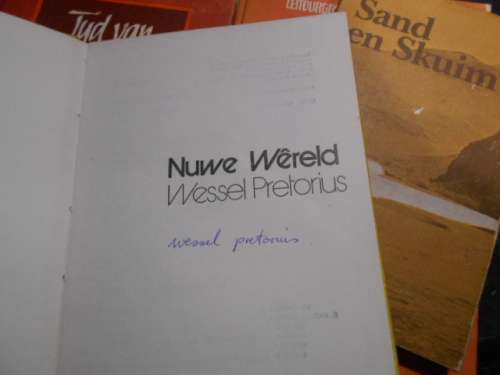 Tyd van
Sand
en Skuim
Nuwe Wêreld
Wessel Pretorius
wessel pretorius